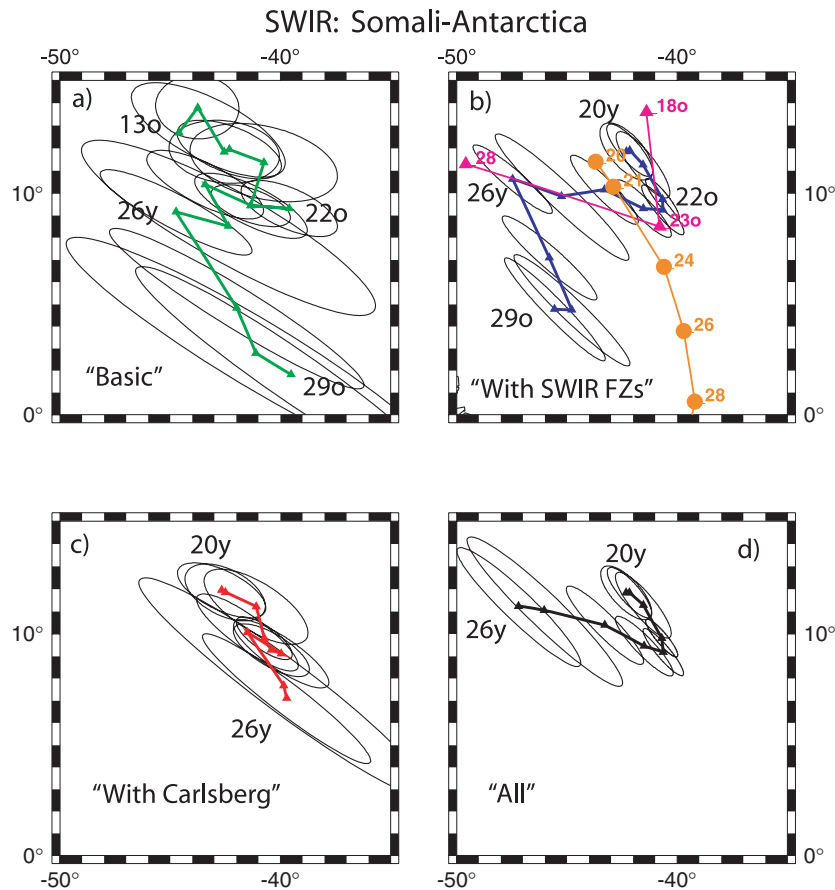 SWIR: Somali-Antarctica
-50° -40° -50° -40°
a) b)
13o 20y 18o
28 20
21
10° 26y 22o 26y 22o 10°
23o
24
29o 26
"Basic" 29o "With SWIR FZs" 28
0° 0°
c) 20y 20y d)
10° 26y 10°
26y
"With Carlsberg" "All"
0° 0°
-50° -40° -50° -40°